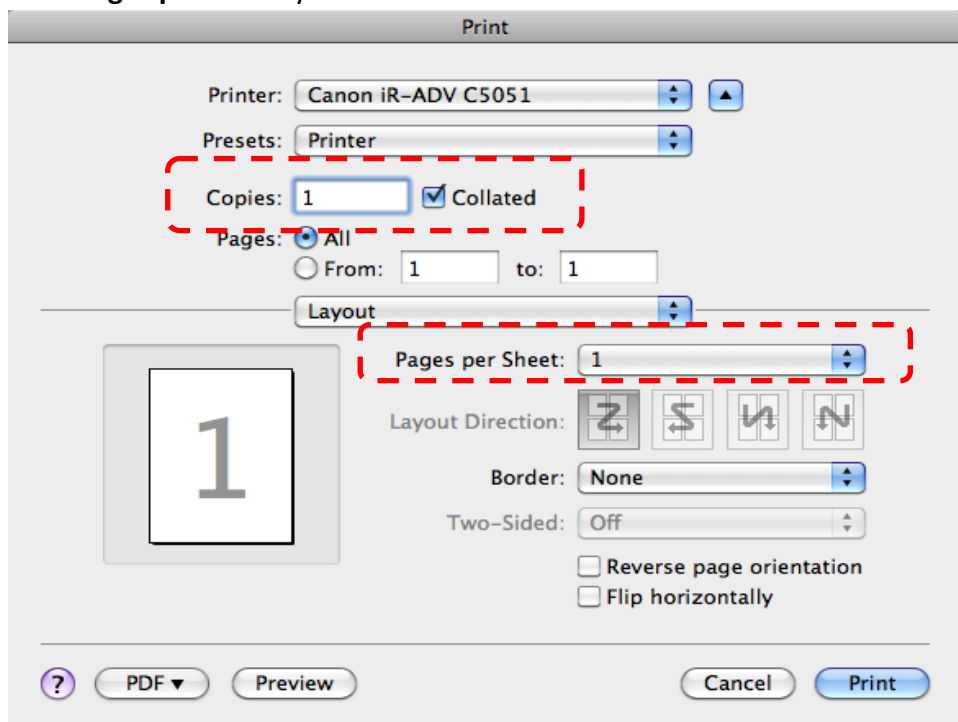 Print
Printer: Canon iR-ADV C5051
Presets: Printer
Copies: 1 Collated
Pages: All
From: 1 to: 1
Layout
Pages per Sheet: 1
1
Layout Direction:
Border: None
Two-Sided: Off
Reverse page orientation
Flip horizontally
? PDF ▼ Preview Cancel Print